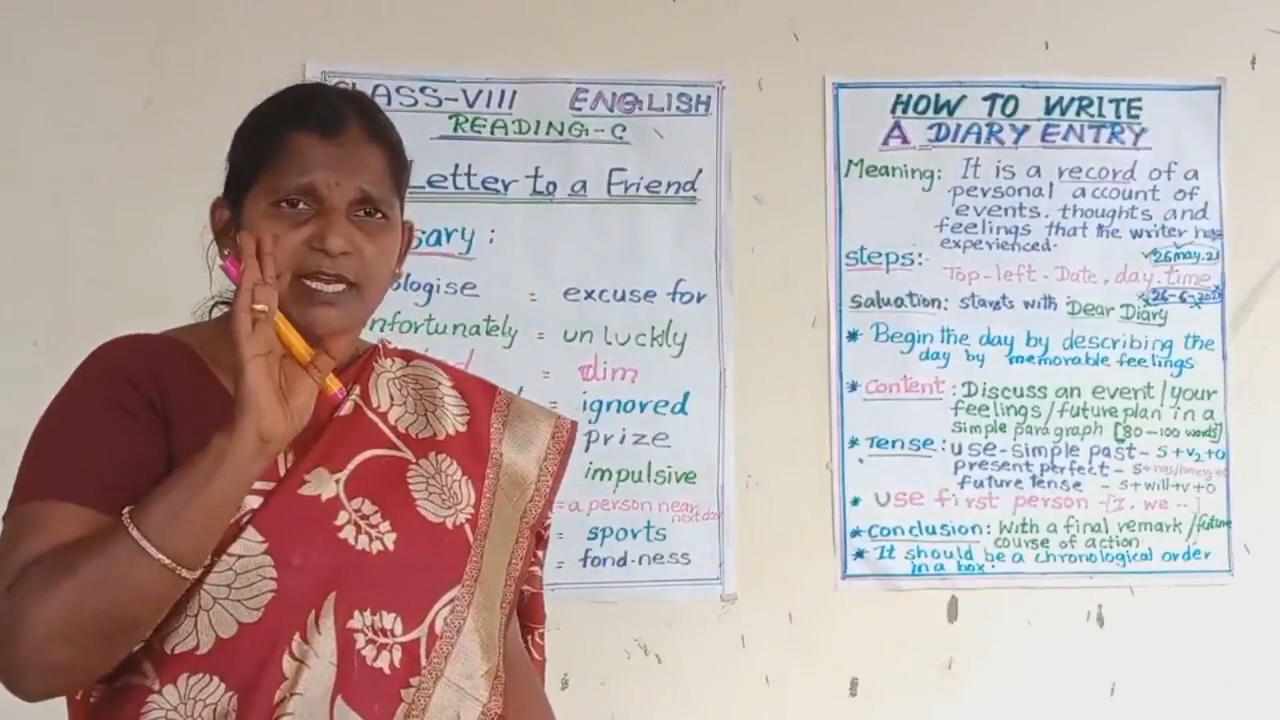 CLASS-VIII ENGLISH
READING:-C
Letter to a Friend
sary :
ologise = excuse for
nfortunately = un luckly
= dim
= ignored
prize
impulsive
= a person near
next door
= sports
= fond-ness
HOW TO WRITE
A DIARY ENTRY
Meaning: It is a record of a
personal account of
events. thoughts and
feelings that the writer has
experienced.
steps:- 26 may. 21
Top-left - Date, day. time
26-6-2021
saluation: starts with Dear Diary
* Begin the day by describing the
day by memorable feelings
* Content: Discuss an event/your
feelings/future plan in a
simple paragraph [80-100 words]
* Tense: use-simple past - S+V2+O
present perfect - S+has/
future tense - S+will+V+O
* use first person - [I. we ..]
* Conclusion: With a final remark/future
course of action
* It should be a chronological order
in a box.